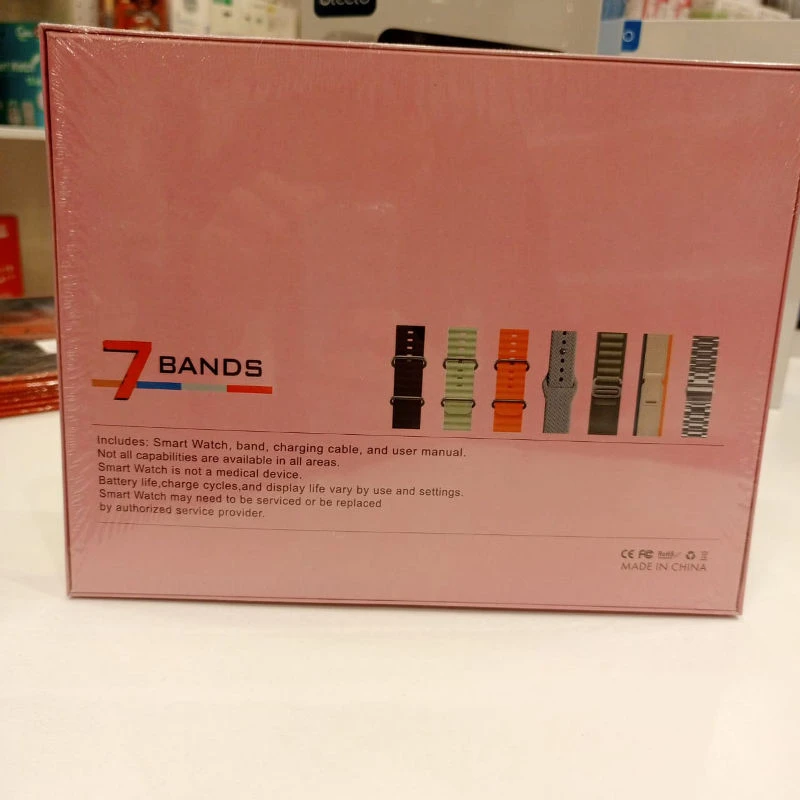 7 BANDS
Includes: Smart Watch, band, charging cable, and user manual.
Not all capabilities are available in all areas.
Smart Watch is not a medical device.
Battery life,charge cycles,and display life vary by use and settings.
Smart Watch may need to be serviced or be replaced
by authorized service provider.
CE FC RoHS
MADE IN CHINA